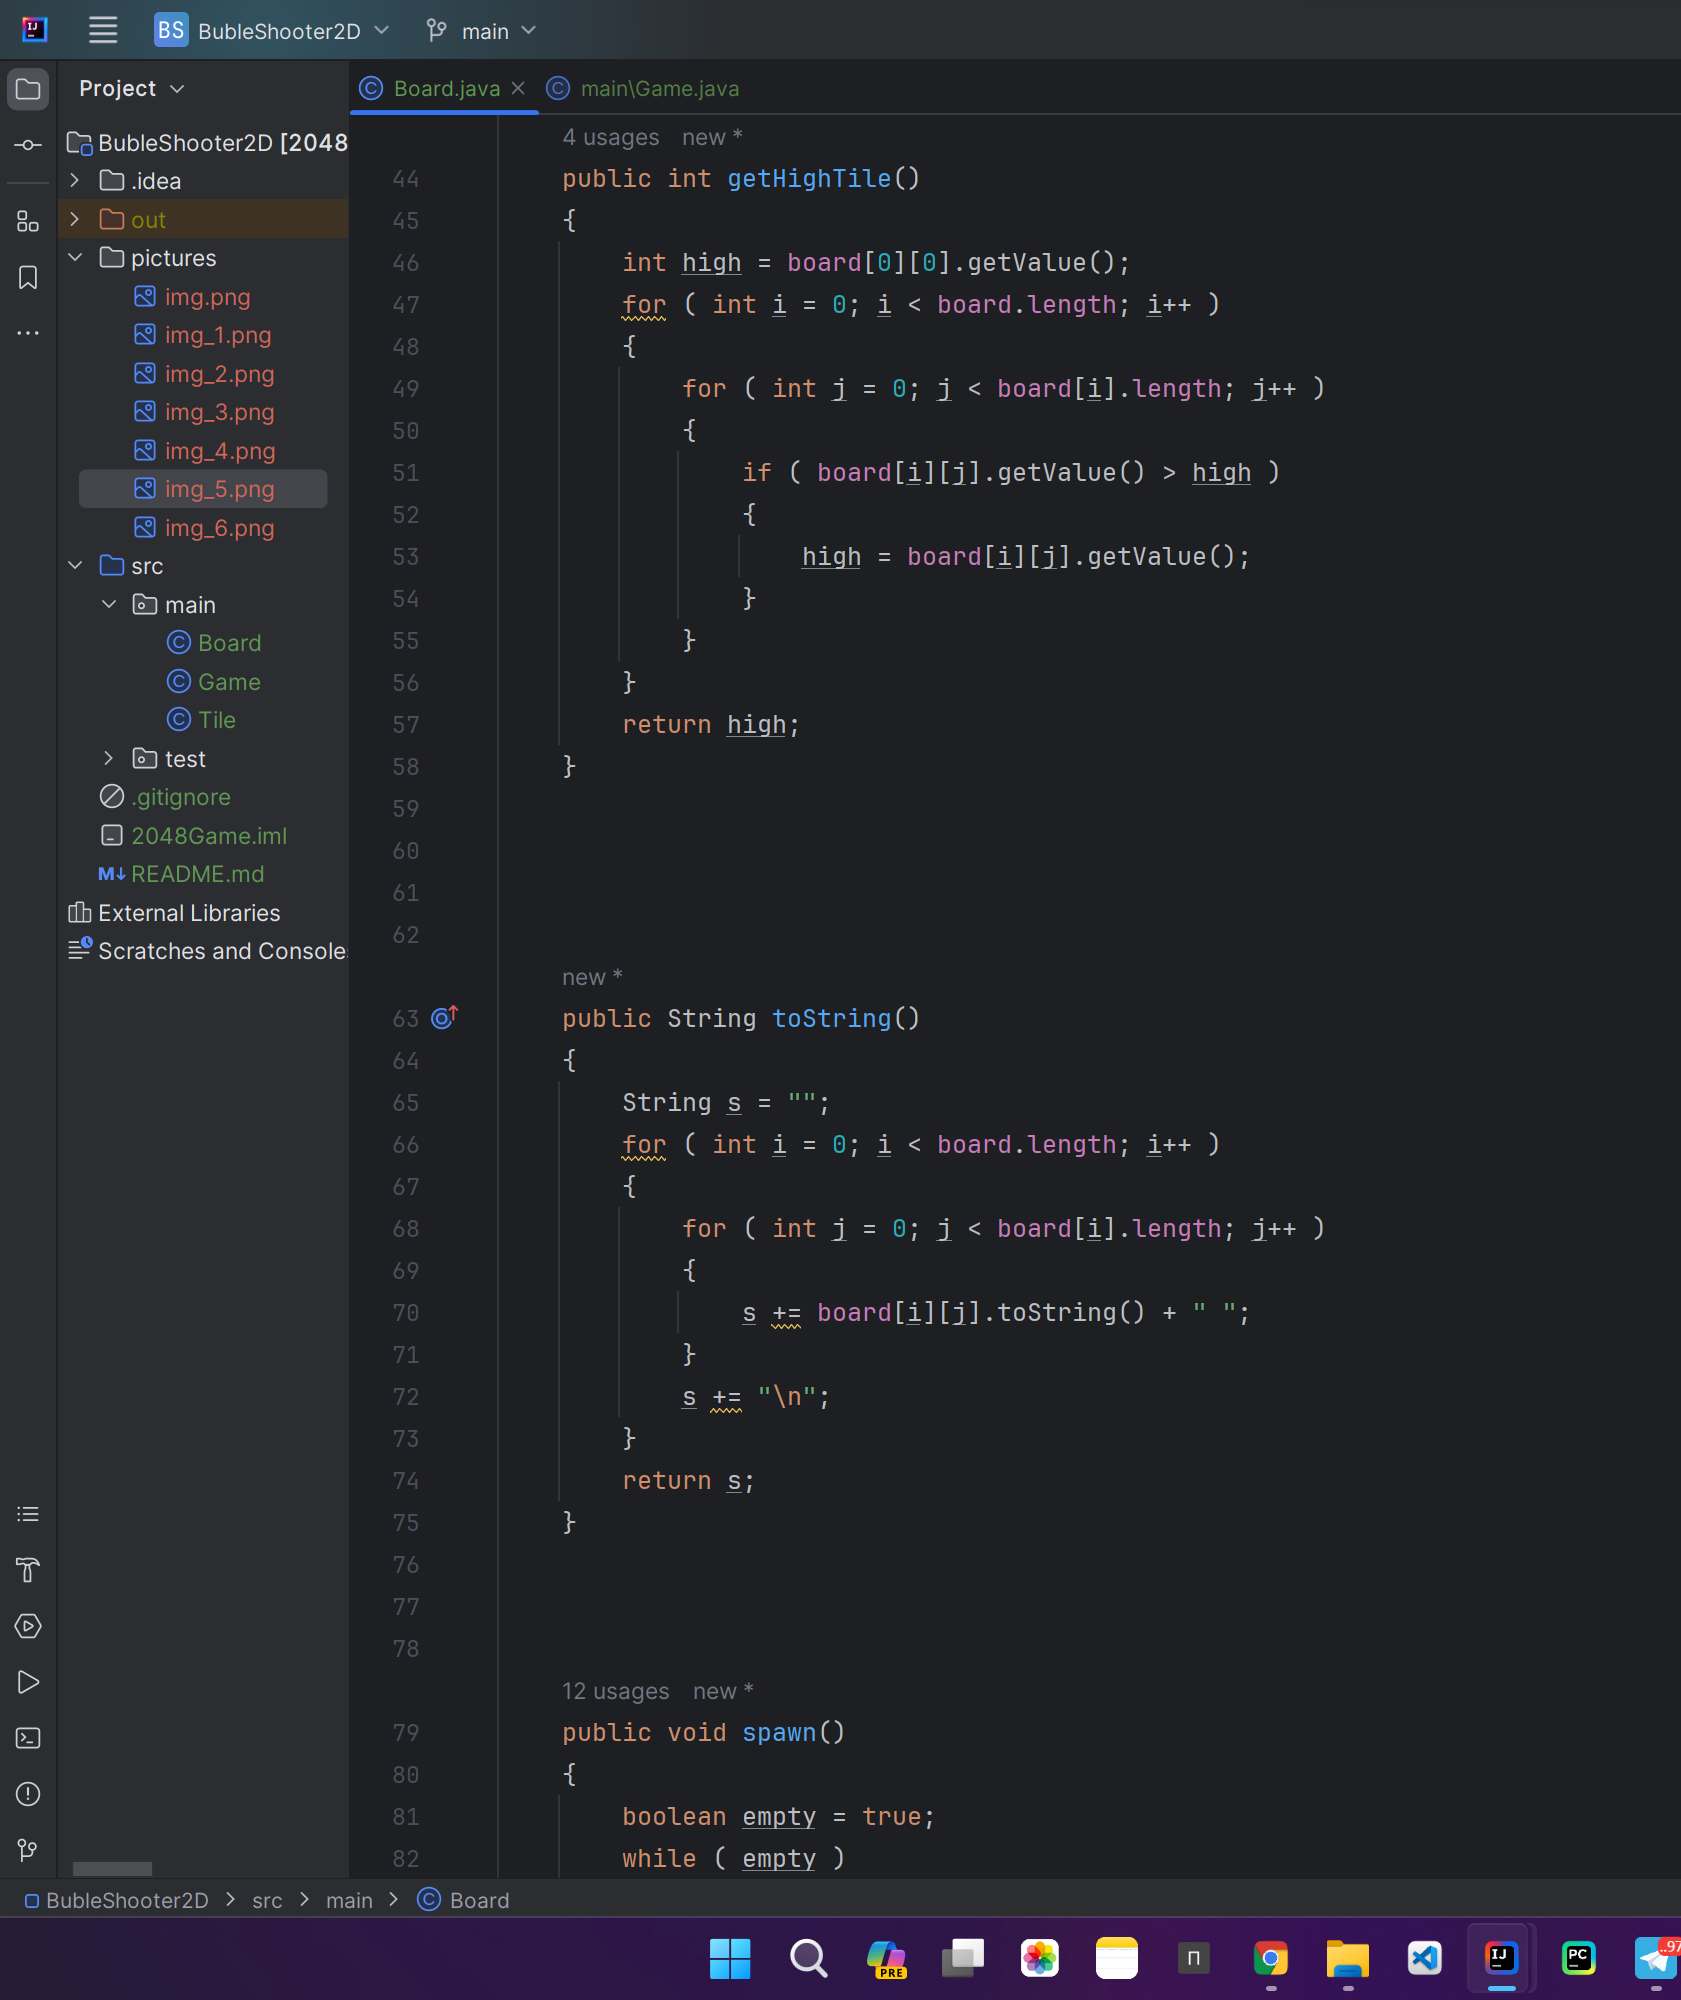 IJ
BS BubleShooter2D main
Project
Board.java main\Game.java
BubleShooter2D [2048
.idea
out
pictures
img.png
img_1.png
img_2.png
img_3.png
img_4.png
img_5.png
img_6.png
src
main
Board
Game
Tile
test
.gitignore
2048Game.iml
M↓ README.md
External Libraries
Scratches and Console
4 usages new *
44 public int getHighTile()
45 {
46 int high = board[0][0].getValue();
47 for ( int i = 0; i < board.length; i++ )
48 {
49 for ( int j = 0; j < board[i].length; j++ )
50 {
51 if ( board[i][j].getValue() > high )
52 {
53 high = board[i][j].getValue();
54 }
55 }
56 }
57 return high;
58 }
59
60
61
62
new *
63 public String toString()
64 {
65 String s = "";
66 for ( int i = 0; i < board.length; i++ )
67 {
68 for ( int j = 0; j < board[i].length; j++ )
69 {
70 s += board[i][j].toString() + " ";
71 }
72 s += "\n";
73 }
74 return s;
75 }
76
77
78
12 usages new *
79 public void spawn()
80 {
81 boolean empty = true;
82 while ( empty )
BubleShooter2D > src > main > Board
PRE
П
IJ
PC
..97